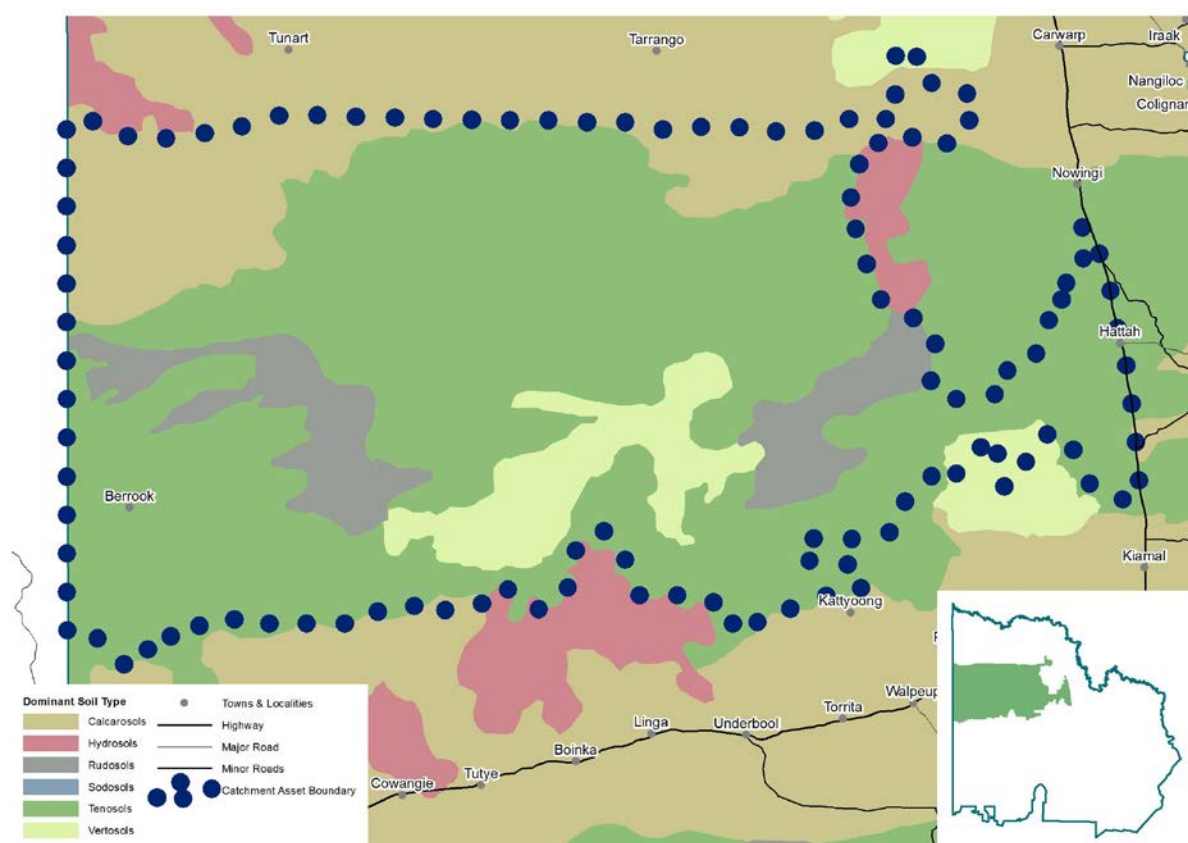 Tunart
Tarrango
Carwarp
Iraak
Nangiloc
Colignan
Nowingi
Hattah
Berrook
Kiamal
Kattyoong
Walpeup
Torrita
Linga
Underbool
Boinka
Tutye
Cowangie
Dominant Soil Type
Calcarosols
Hydrosols
Rudosols
Sodosols
Tenosols
Vertosols
Towns & Localities
Highway
Major Road
Minor Roads
Catchment Asset Boundary